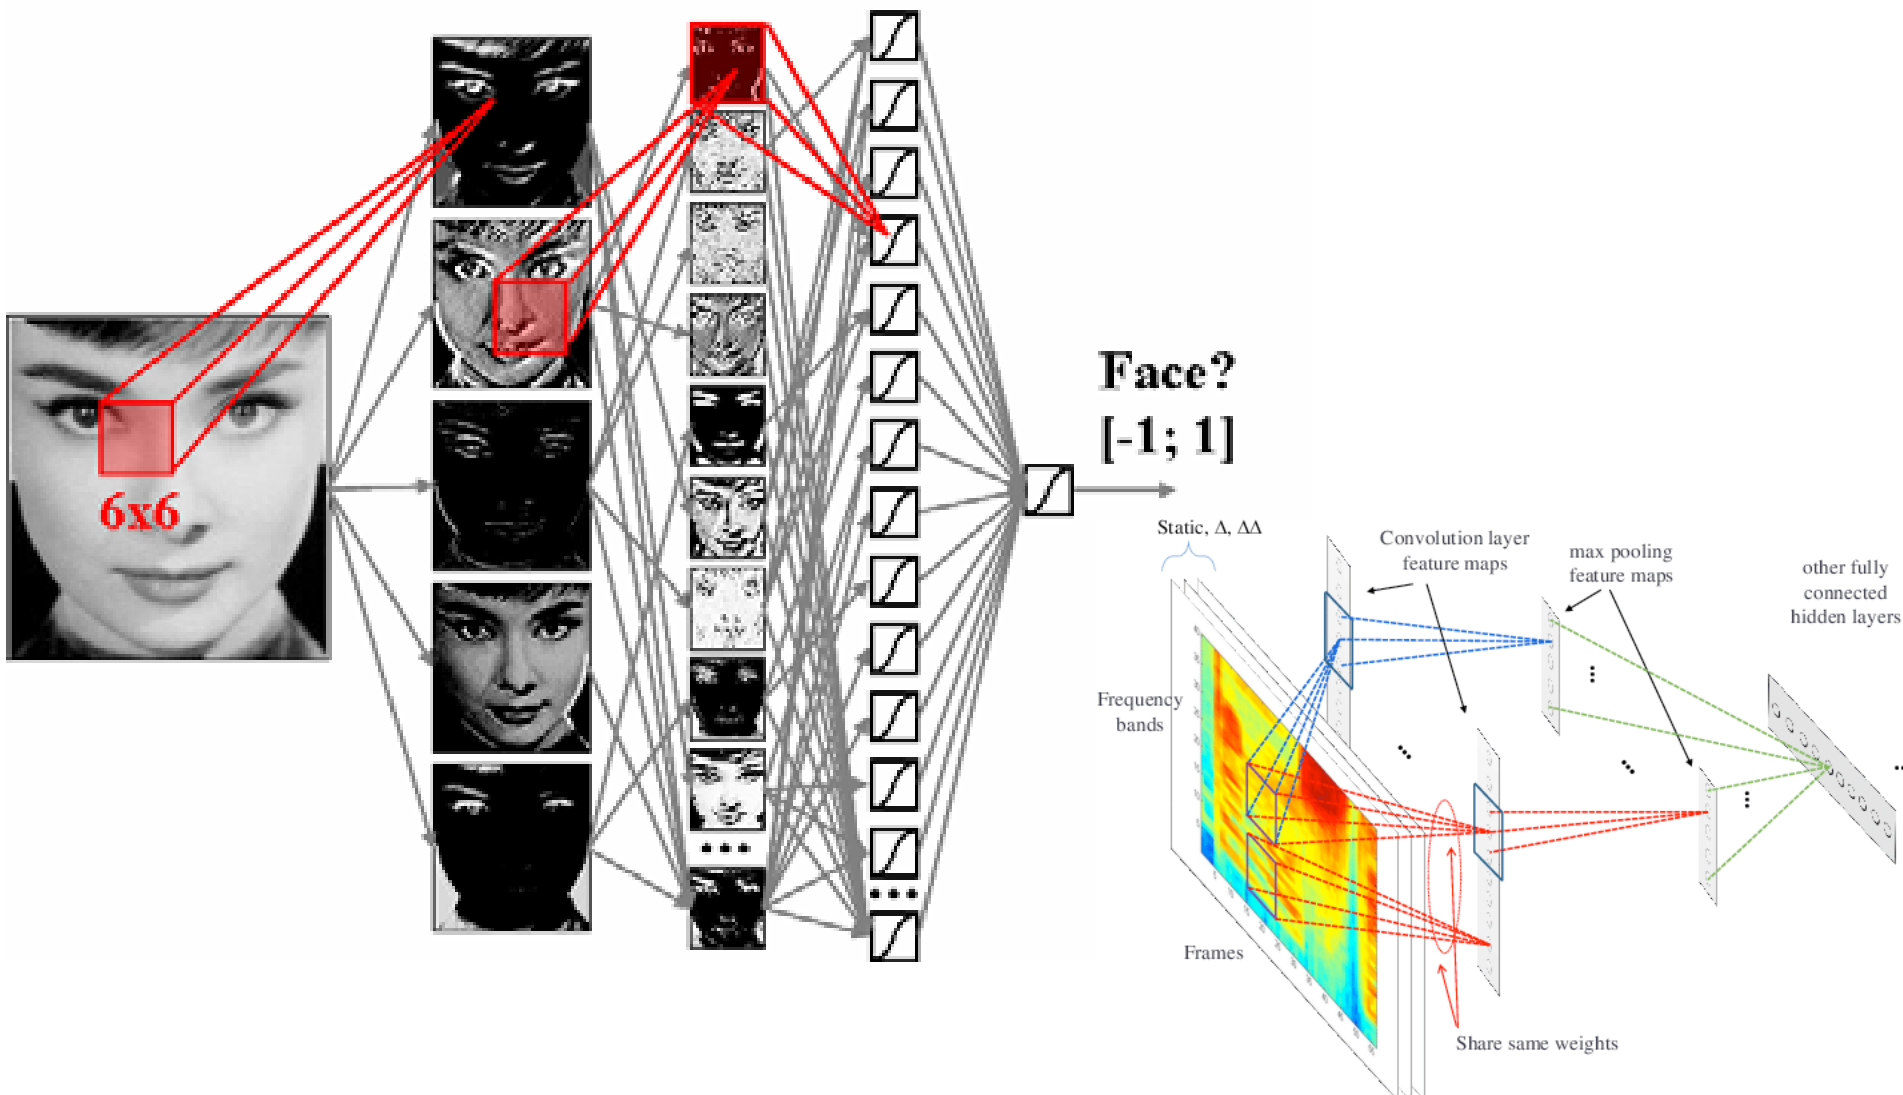 6x6
Face?
[-1; 1]
Static, Δ, ΔΔ
Convolution layer
feature maps
max pooling
feature maps
other fully
connected
hidden layers
Frequency
bands
Frames
Share same weights